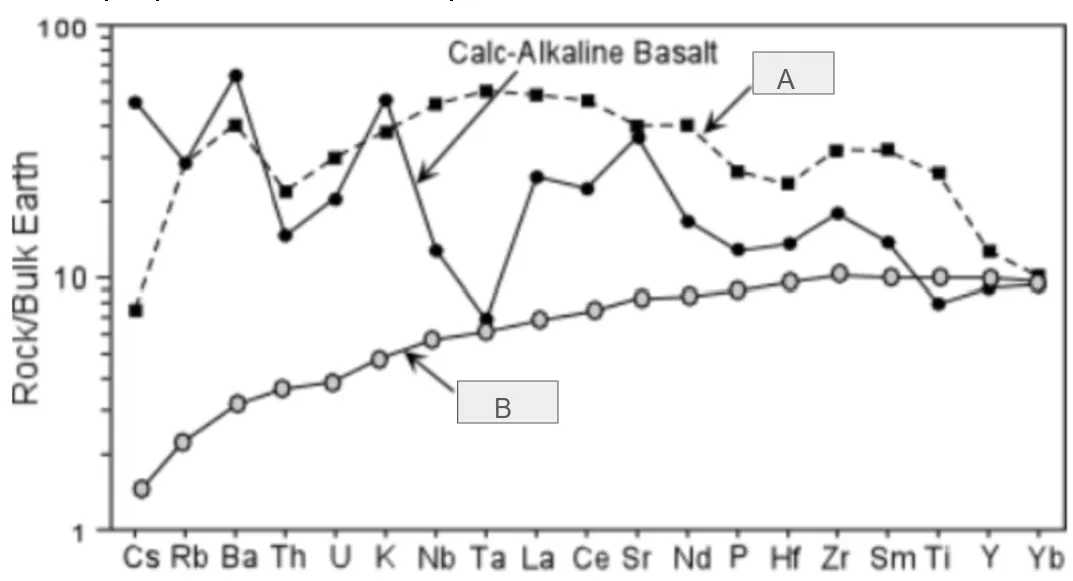 100
Calc-Alkaline Basalt
A
Rock/Bulk Earth
10
B
1
Cs Rb Ba Th U K Nb Ta La Ce Sr Nd P Hf Zr Sm Ti Y Yb